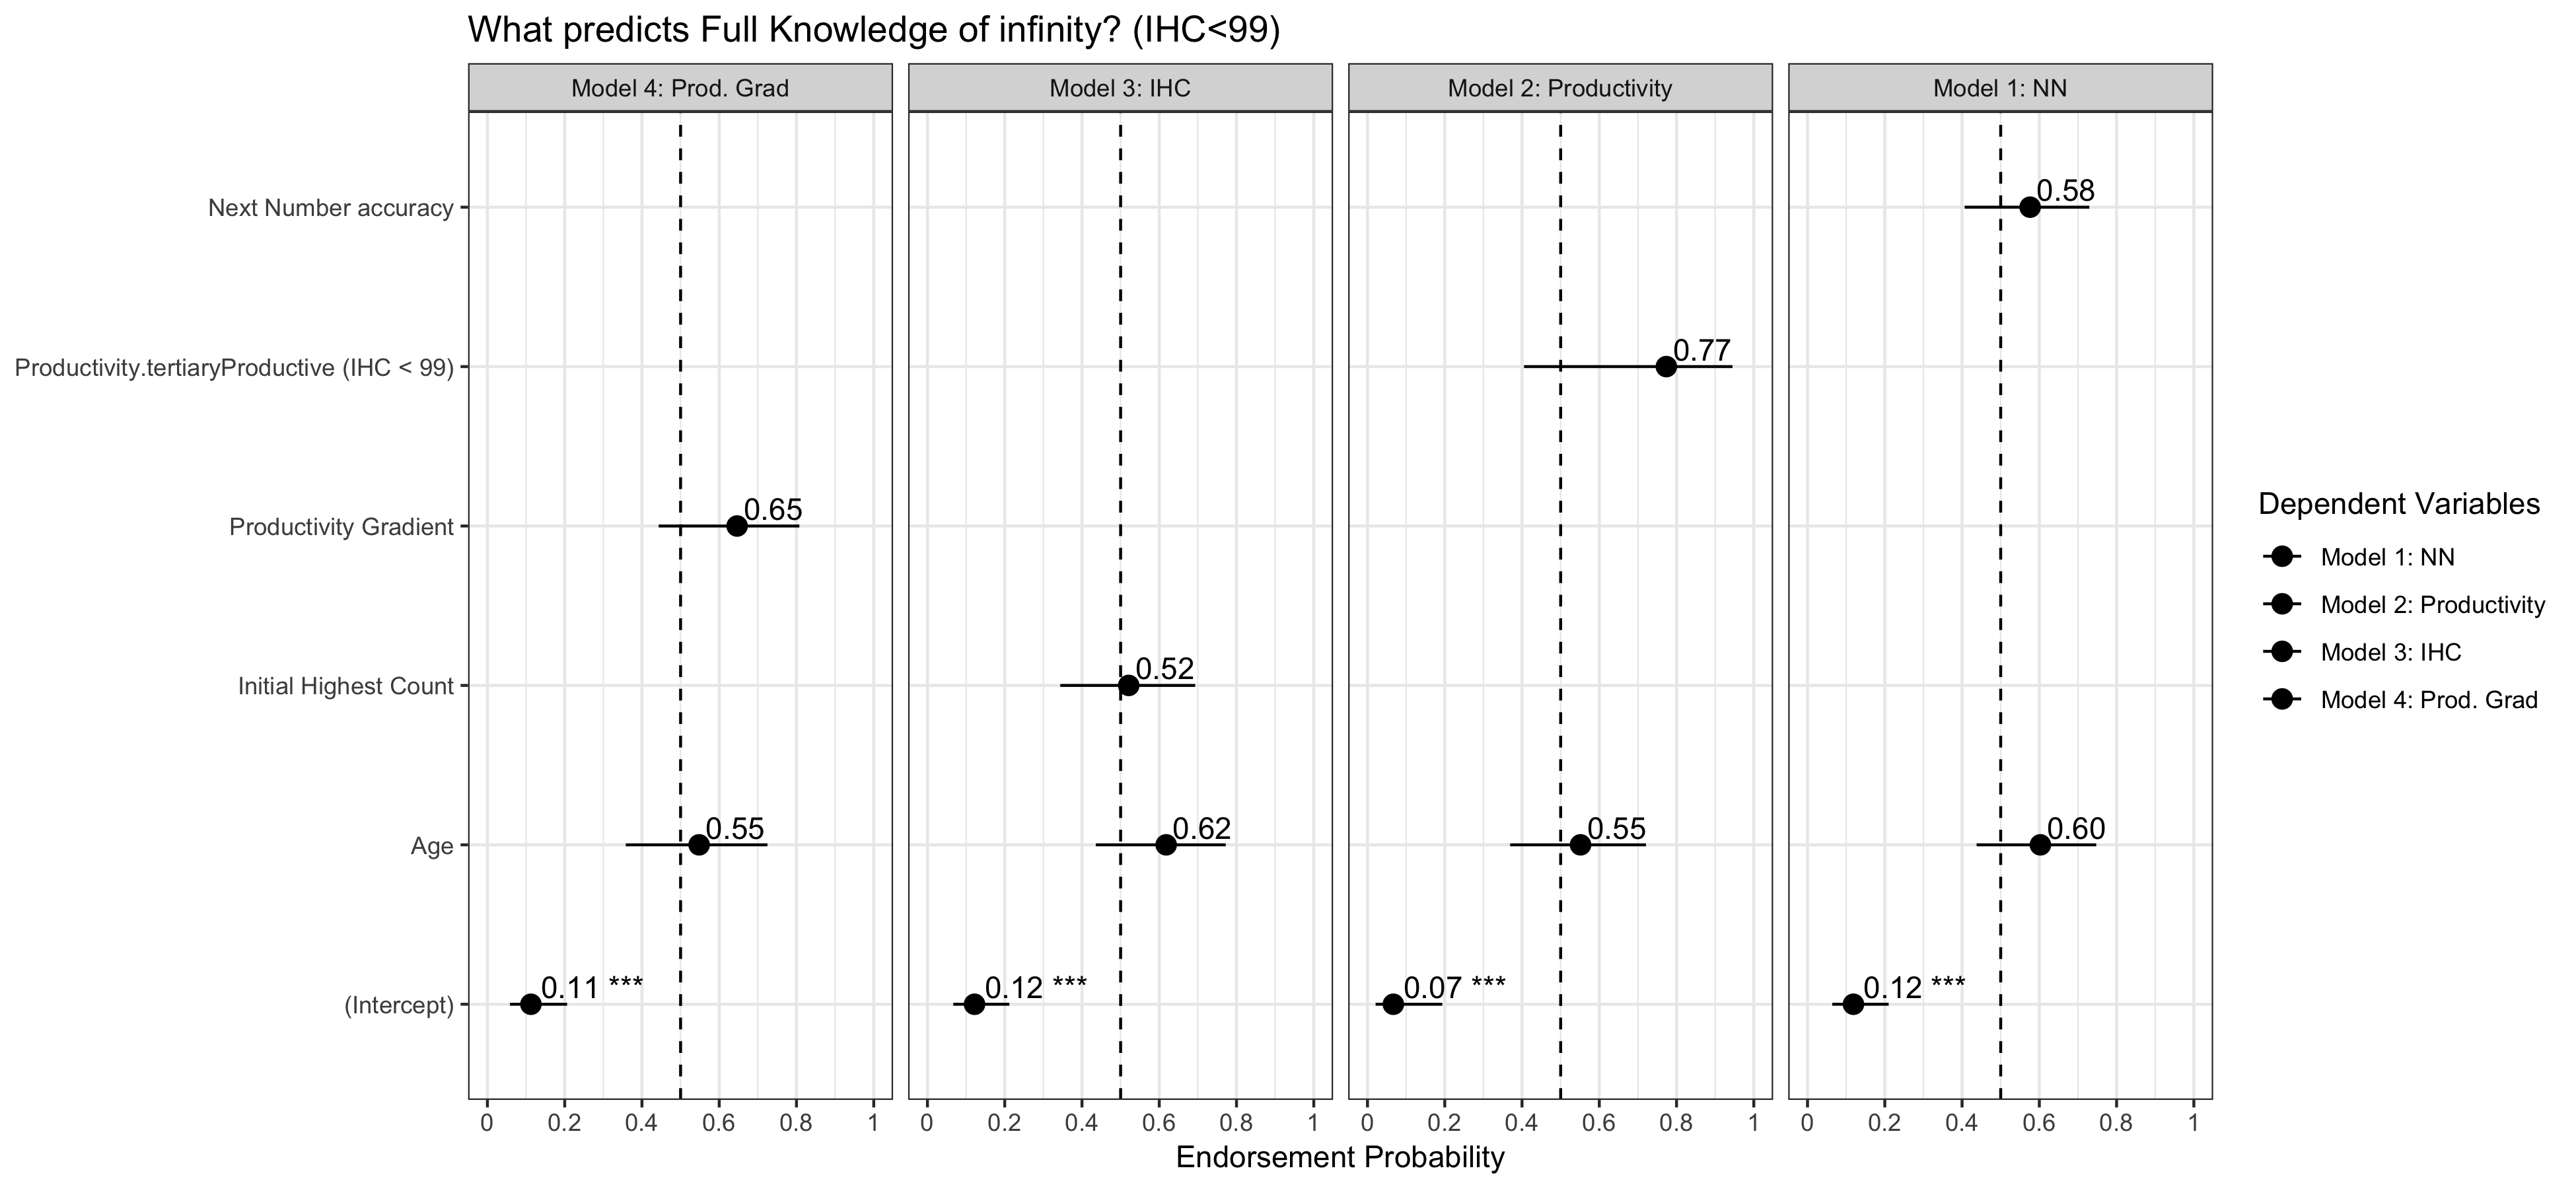 What predicts Full Knowledge of infinity? (IHC<99)
Model 4: Prod. Grad
Model 3: IHC
Model 2: Productivity
Model 1: NN
Next Number accuracy
0.58
Productivity.tertiaryProductive (IHC < 99)
0.77
Productivity Gradient
0.65
Initial Highest Count
0.52
Age
0.55
0.62
0.55
0.60
(Intercept)
0.11 ***
0.12 ***
0.07 ***
0.12 ***
0 0.2 0.4 0.6 0.8 1
0 0.2 0.4 0.6 0.8 1
0 0.2 0.4 0.6 0.8 1
0 0.2 0.4 0.6 0.8 1
Endorsement Probability
Dependent Variables
Model 1: NN
Model 2: Productivity
Model 3: IHC
Model 4: Prod. Grad